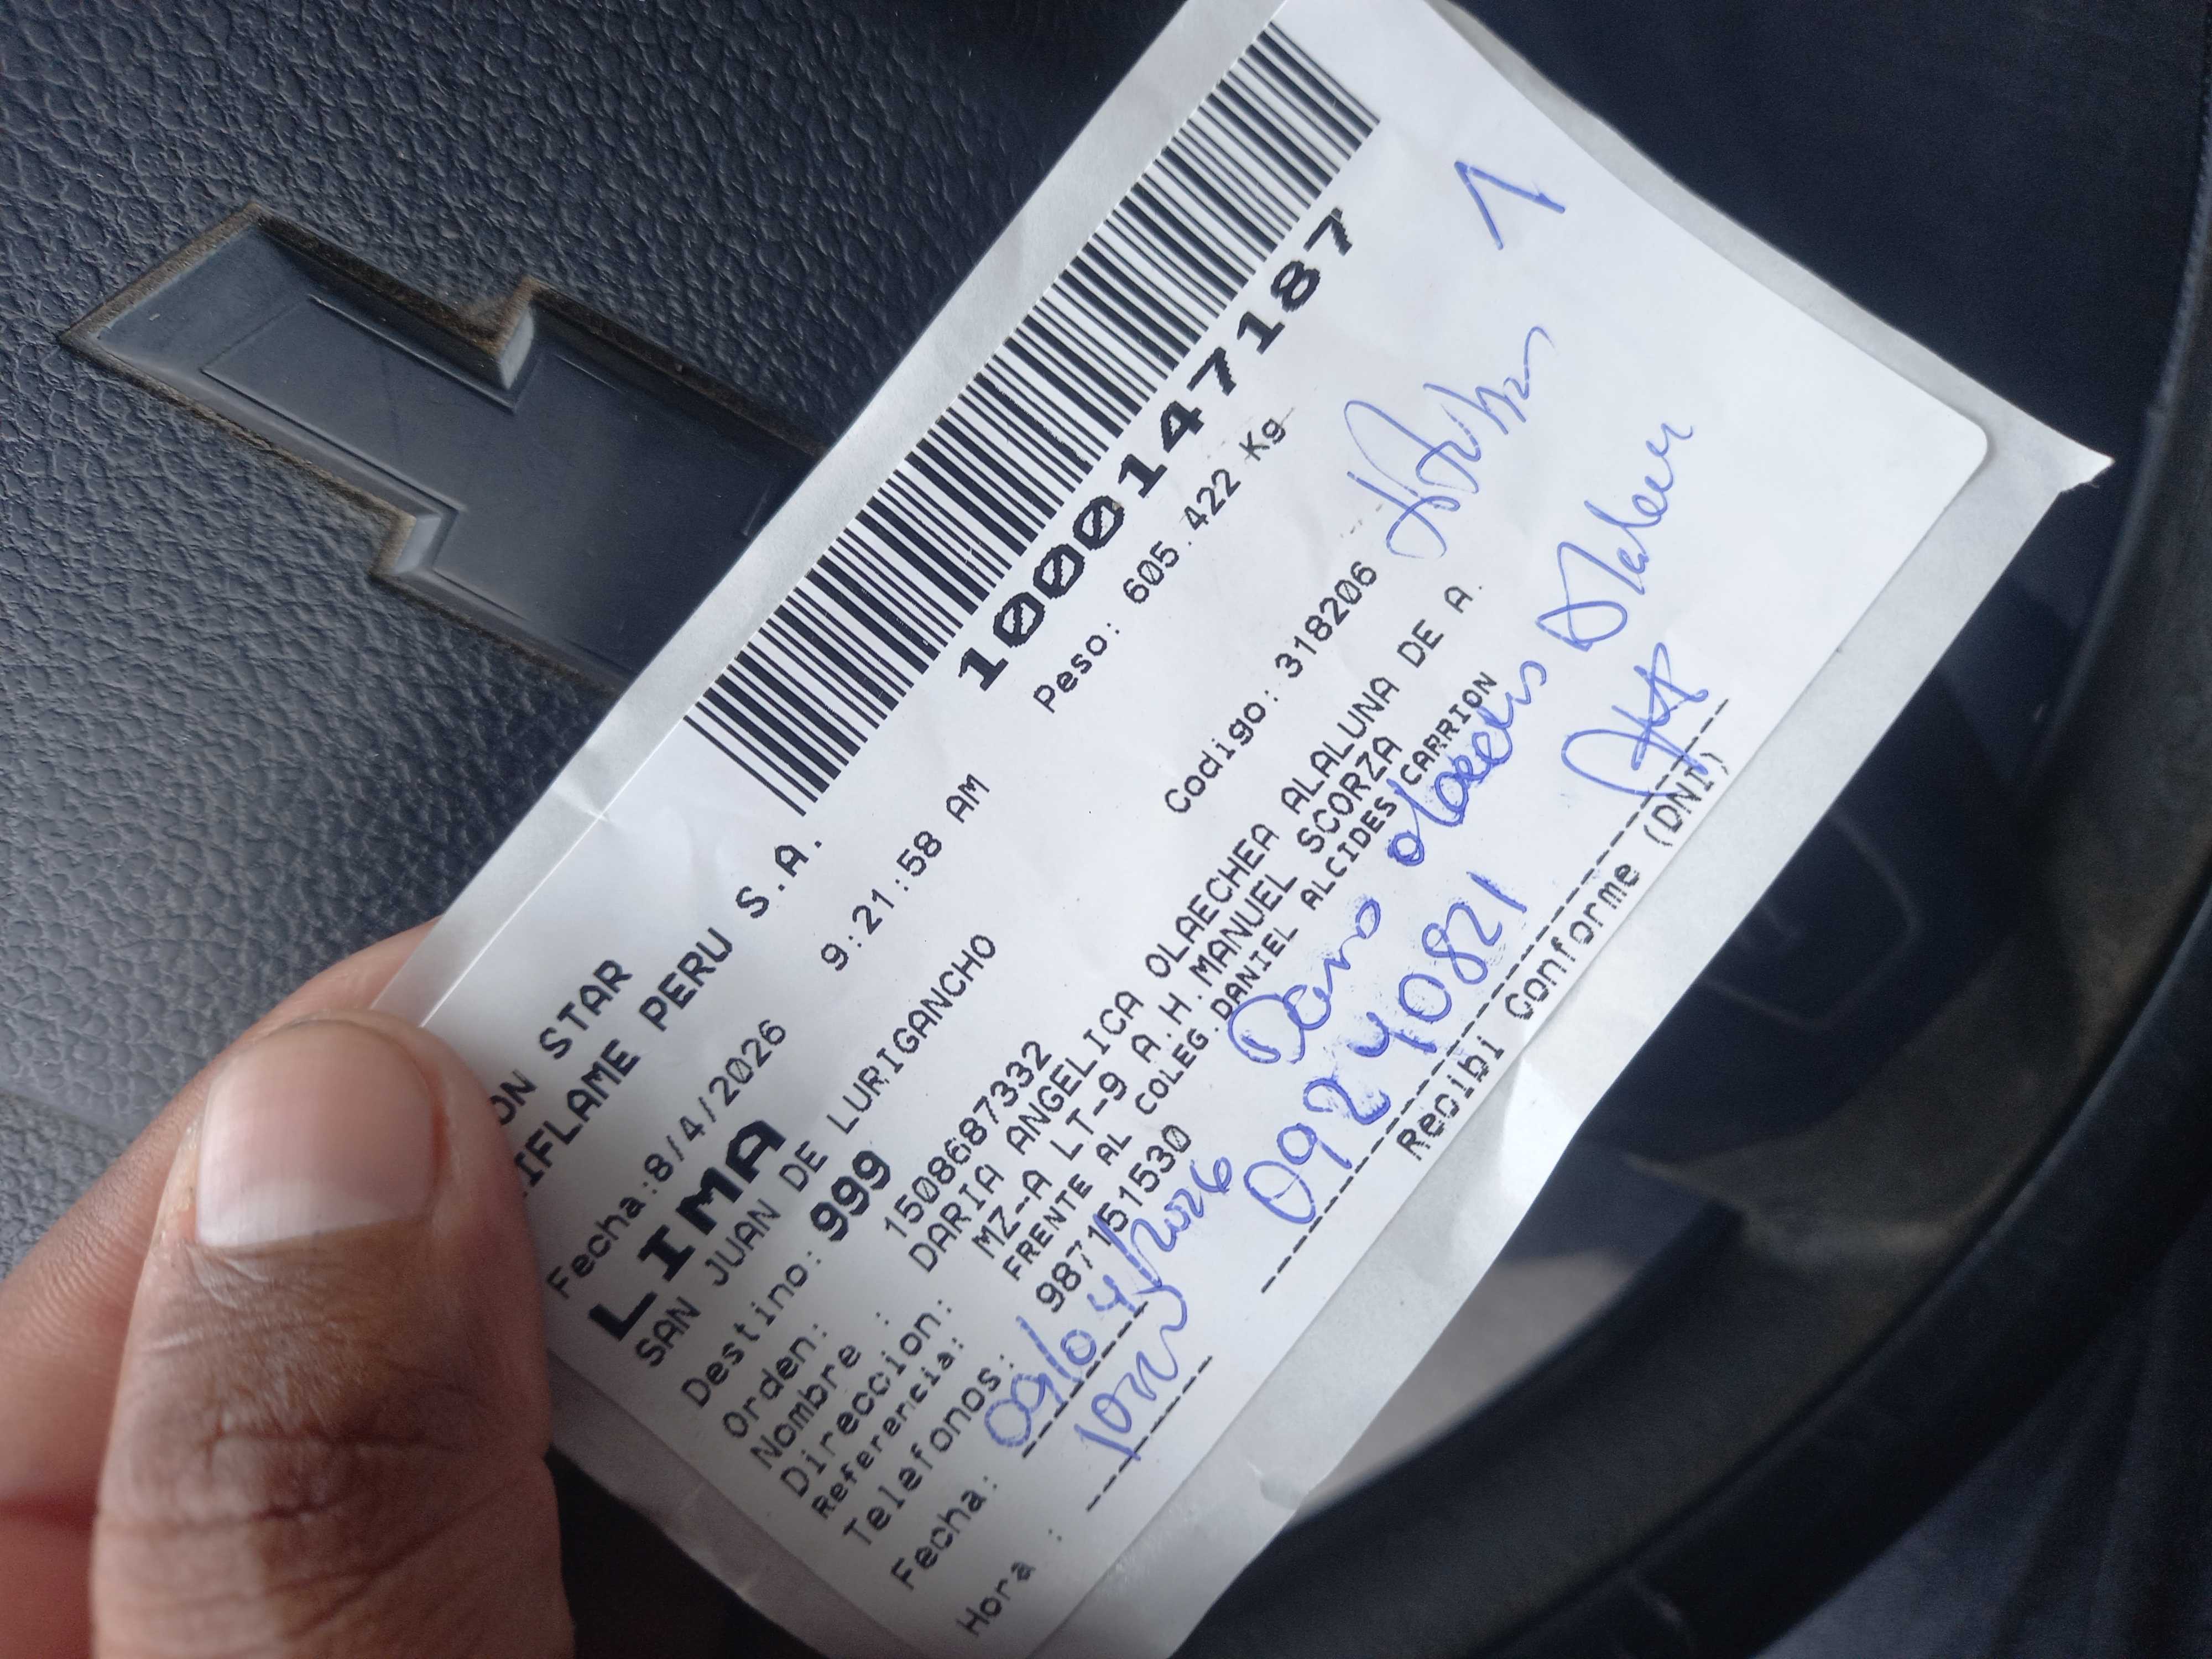 ON STAR
IFLAME PERU S.A.
Fecha:8/4/2026 9:21:58 AM
LIMA
SAN JUAN DE LURIGANCHO
10001477187
Peso: 605.422 Kg
1
Destino: 999
Codigo: 318206
Orden: 1508687332
Nombre : DARIA ANGELICA OLAECHEA ALALUNA DE A.
Direccion: MZ-A LT-9 A.H.MANUEL SCORZA
Referencia: FRENTE AL COLEG.DANIEL ALCIDES CARRION
Telefonos: 987151530
Fecha: 09/04/2026
Hora :
09240821
Recibi Conforme (DNI)